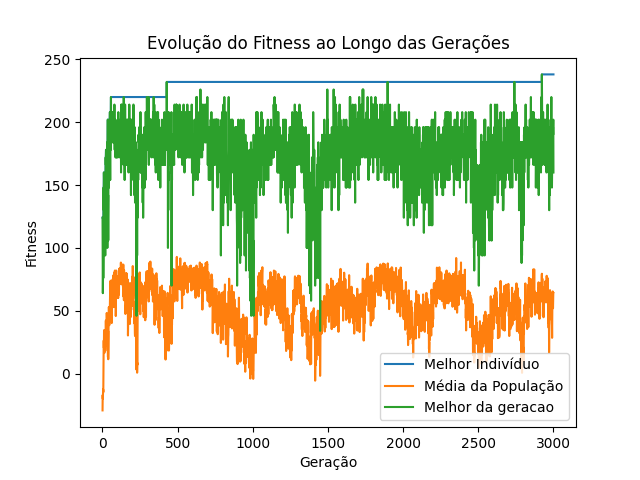 Evolução do Fitness ao Longo das Gerações
Fitness
250
200
150
100
50
0
0 500 1000 1500 2000 2500 3000
Geração
Melhor Indivíduo
Média da População
Melhor da geracao